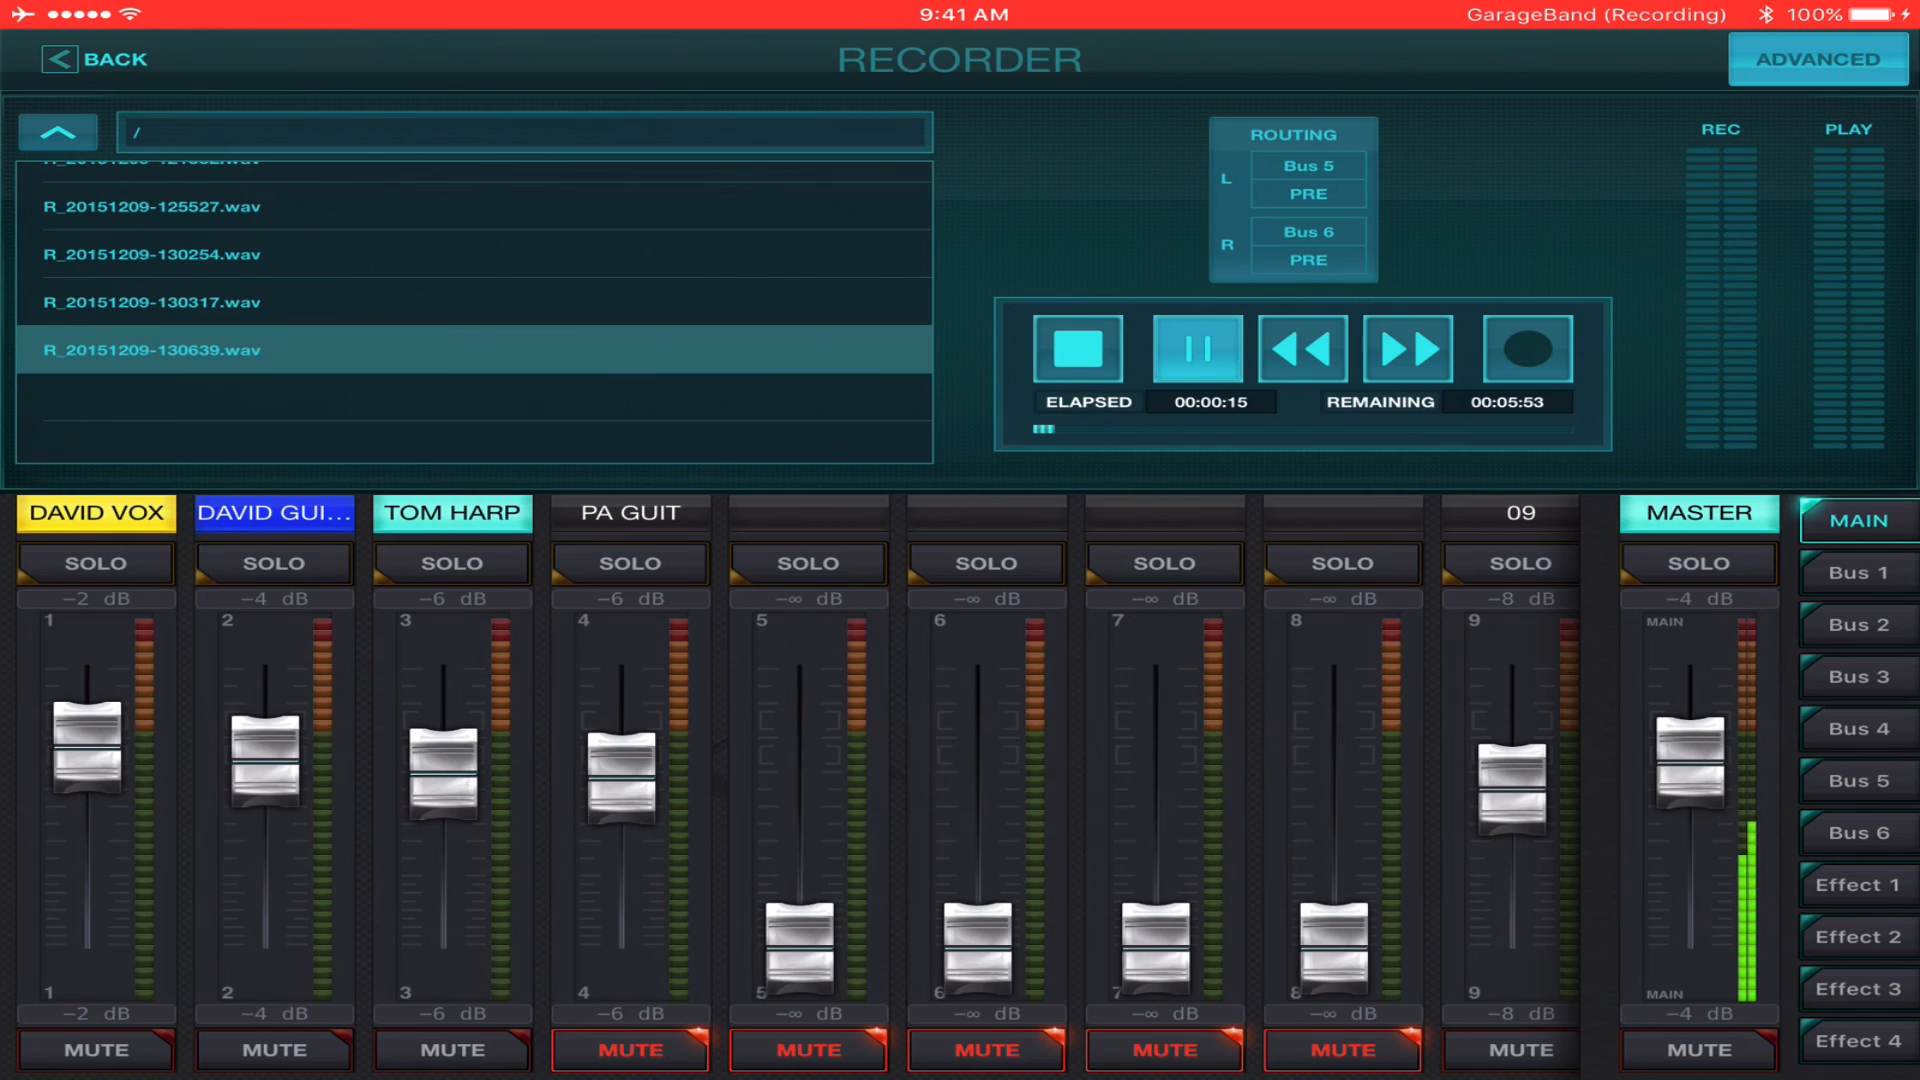 9:41 AM
GarageBand (Recording)
100%
BACK
RECORDER
ADVANCED
/
R_20151209-125527.wav
R_20151209-130254.wav
R_20151209-130317.wav
R_20151209-130639.wav
ROUTING
L
Bus 5
PRE
R
Bus 6
PRE
REC
PLAY
ELAPSED
00:00:15
REMAINING
00:05:53
DAVID VOX
DAVID GUI...
TOM HARP
PA GUIT
09
MASTER
SOLO SOLO SOLO SOLO SOLO SOLO SOLO SOLO SOLO SOLO
-2 dB -4 dB -6 dB -6 dB -∞ dB -∞ dB -∞ dB -∞ dB -8 dB -4 dB
1 2 3 4 5 6 7 8 9 MAIN
1 2 3 4 5 6 7 8 9 MAIN
-2 dB -4 dB -6 dB -6 dB -∞ dB -∞ dB -∞ dB -∞ dB -8 dB -4 dB
MUTE MUTE MUTE MUTE MUTE MUTE MUTE MUTE MUTE MUTE
MAIN
Bus 1
Bus 2
Bus 3
Bus 4
Bus 5
Bus 6
Effect 1
Effect 2
Effect 3
Effect 4